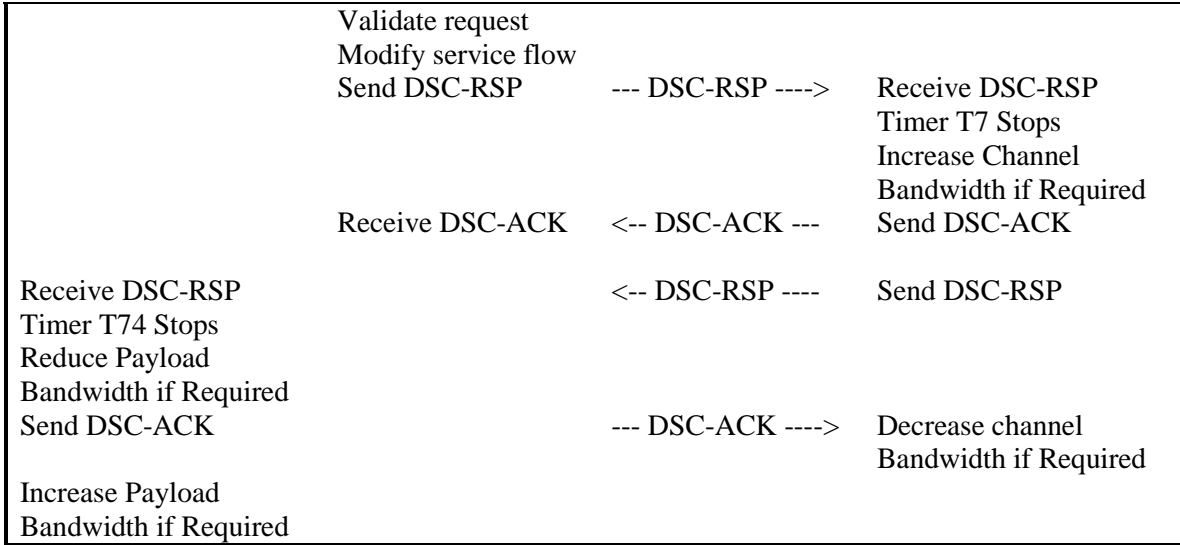 Validate request
Modify service flow
Send DSC-RSP --- DSC-RSP ----> Receive DSC-RSP
Timer T7 Stops
Increase Channel
Bandwidth if Required
Receive DSC-ACK <-- DSC-ACK --- Send DSC-ACK
Receive DSC-RSP <-- DSC-RSP ---- Send DSC-RSP
Timer T74 Stops
Reduce Payload
Bandwidth if Required
Send DSC-ACK --- DSC-ACK ----> Decrease channel
Bandwidth if Required
Increase Payload
Bandwidth if Required